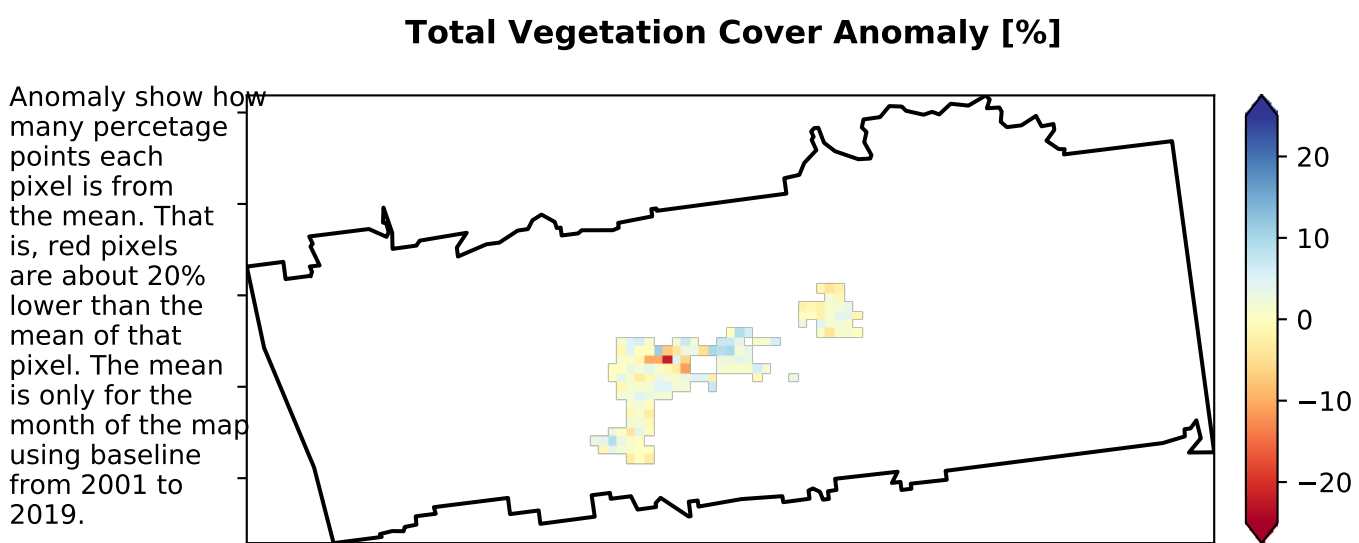 Total Vegetation Cover Anomaly [%]
Anomaly show how
many percetage
points each
pixel is from
the mean. That
is, red pixels
are about 20%
lower than the
mean of that
pixel. The mean
is only for the
month of the map
using baseline
from 2001 to
2019.
20
10
0
−10
−20